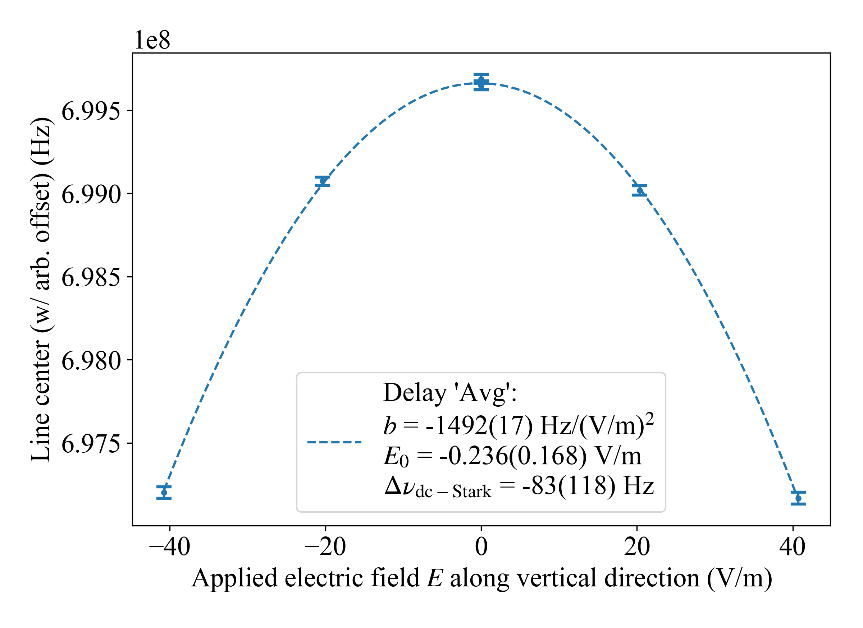 1e8
6.995
6.990
6.985
6.980
6.975
Line center (w/ arb. offset) (Hz)
Delay 'Avg':
b = -1492(17) Hz/(V/m)²
E₀ = -0.236(0.168) V/m
Δν_dc − Stark = -83(118) Hz
−40 −20 0 20 40
Applied electric field E along vertical direction (V/m)